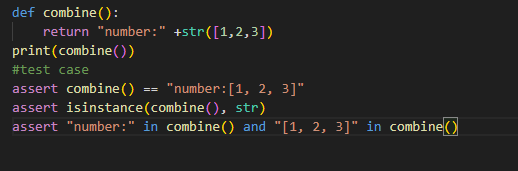 def combine():
    return "number:" +str([1,2,3])
print(combine())
#test case
assert combine() == "number:[1, 2, 3]"
assert isinstance(combine(), str)
assert "number:" in combine() and "[1, 2, 3]" in combine()